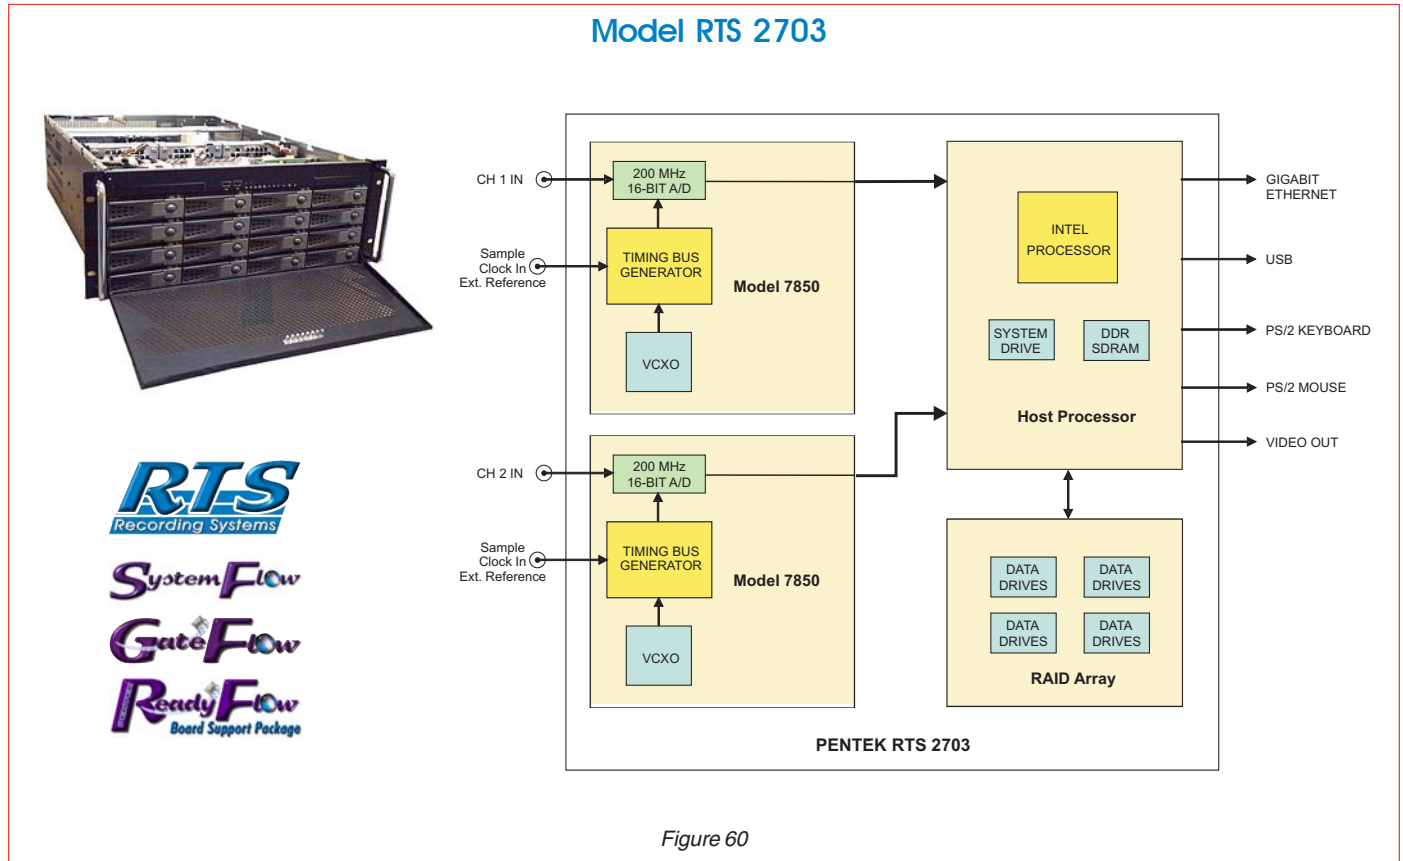 Model RTS 2703
RTS
Recording Systems
SystemFlow
GateFlow
ReadyFlow
Board Support Package
CH 1 IN
200 MHz
16-BIT A/D
Sample
Clock In
Ext. Reference
TIMING BUS
GENERATOR
Model 7850
VCXO
CH 2 IN
200 MHz
16-BIT A/D
Sample
Clock In
Ext. Reference
TIMING BUS
GENERATOR
Model 7850
VCXO
INTEL
PROCESSOR
SYSTEM
DRIVE
DDR
SDRAM
Host Processor
GIGABIT
ETHERNET
USB
PS/2 KEYBOARD
PS/2 MOUSE
VIDEO OUT
DATA
DRIVES
DATA
DRIVES
DATA
DRIVES
DATA
DRIVES
RAID Array
PENTEK RTS 2703
Figure 60